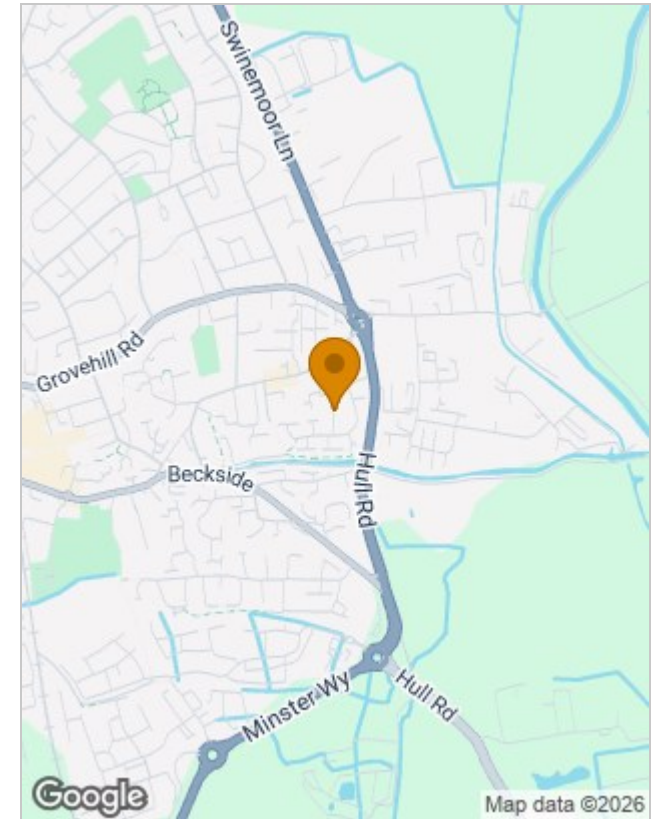 Swinemoor Ln
Grovehill Rd
Beckside
Hull Rd
Minster Wy
Hull Rd
Google
Map data ©2026